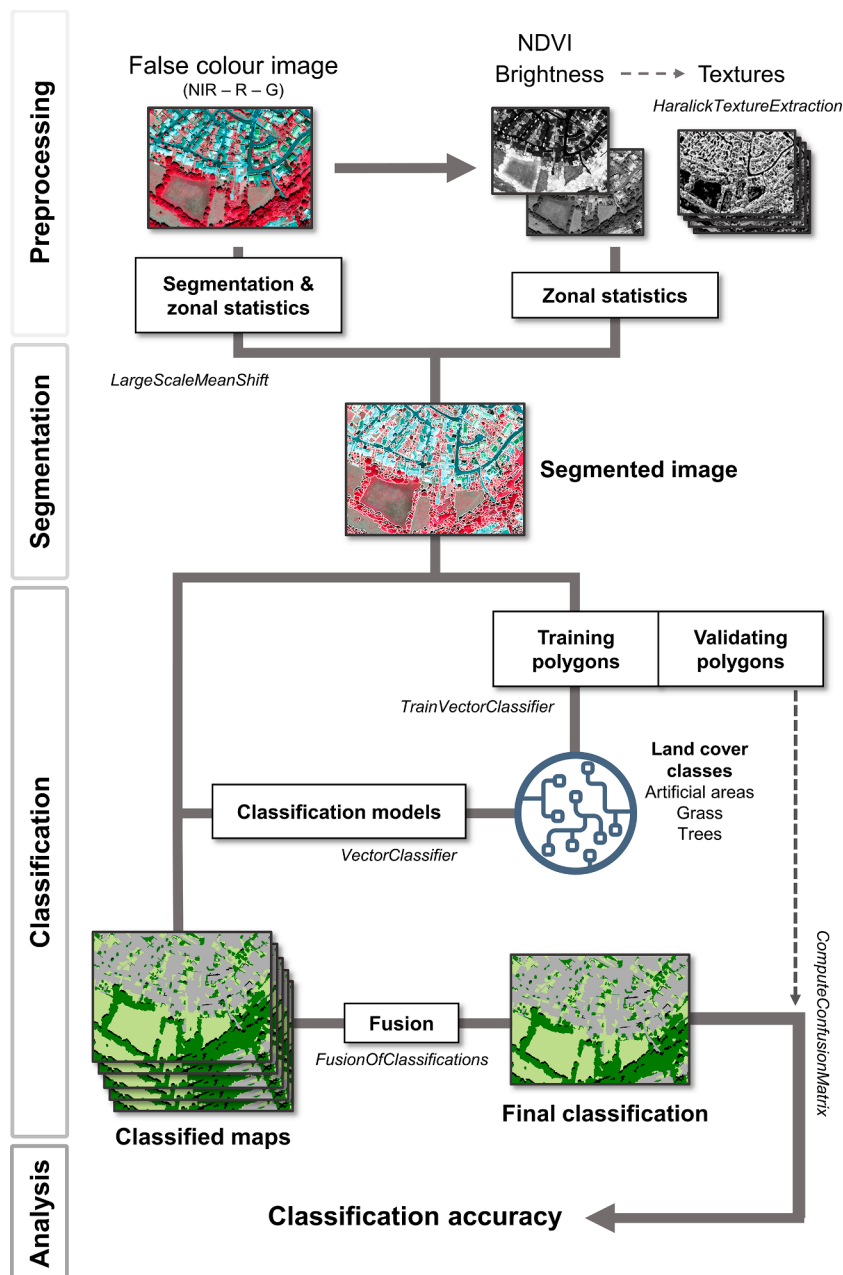 Preprocessing
False colour image
(NIR – R – G)
NDVI
Brightness
Textures
HaralickTextureExtraction
Segmentation &
zonal statistics
Zonal statistics
Segmentation
LargeScaleMeanShift
Segmented image
Classification
Training
polygons
Validating
polygons
TrainVectorClassifier
Land cover
classes
Artificial areas
Grass
Trees
Classification models
VectorClassifier
ComputeConfusionMatrix
Fusion
FusionOfClassifications
Classified maps
Final classification
Analysis
Classification accuracy